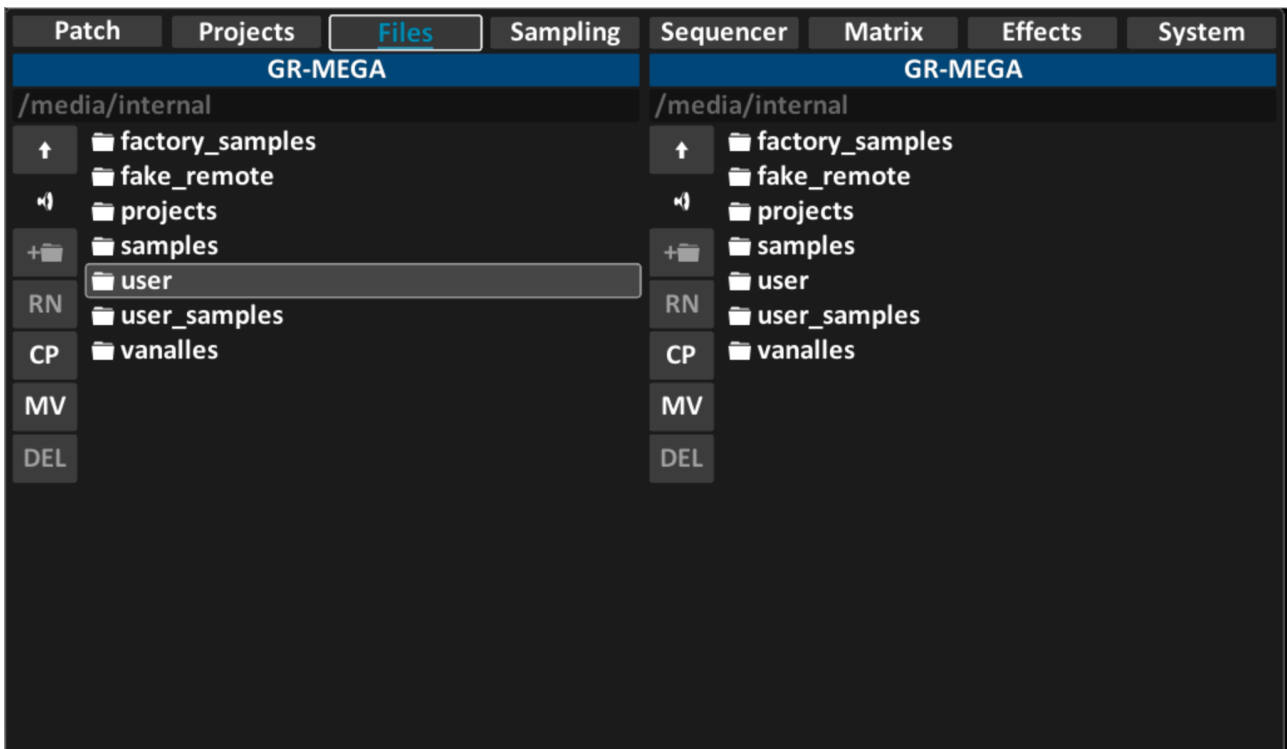 Patch Projects Files Sampling Sequencer Matrix Effects System
GR-MEGA
/media/internal
factory_samples
fake_remote
projects
samples
user
user_samples
vanalles
RN
CP
MV
DEL
GR-MEGA
/media/internal
factory_samples
fake_remote
projects
samples
user
user_samples
vanalles
RN
CP
MV
DEL